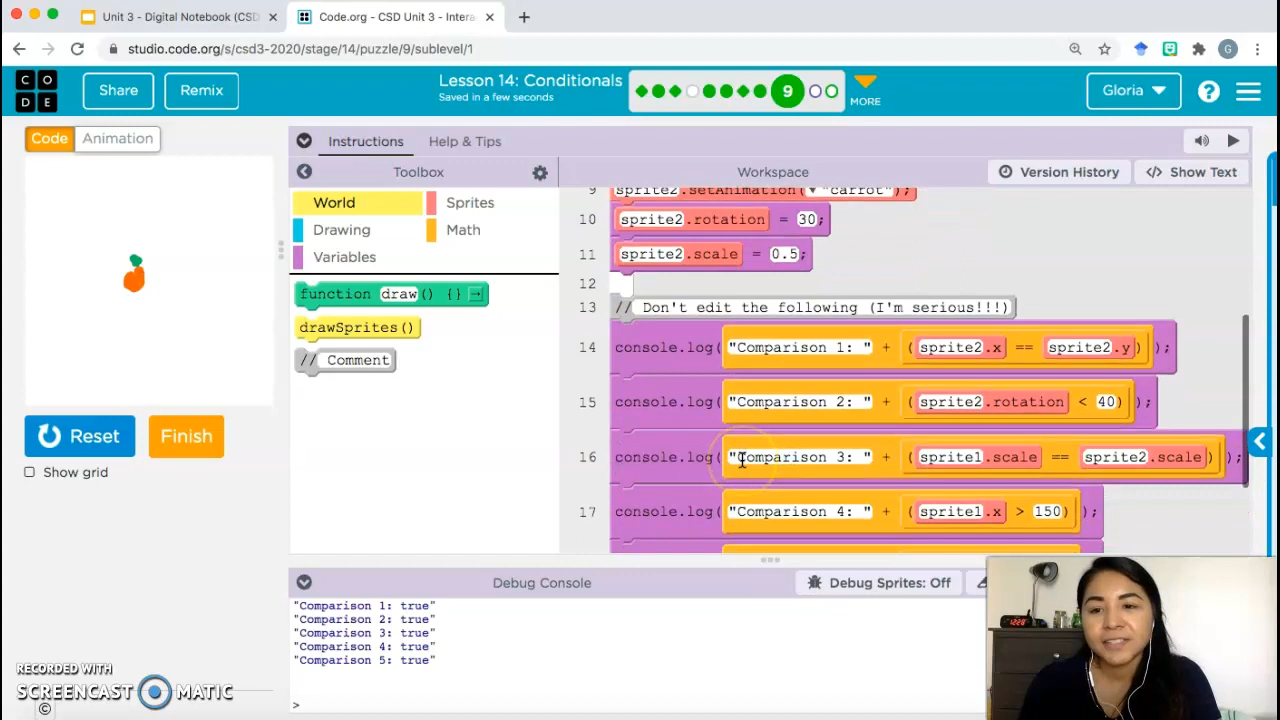 Unit 3 - Digital Notebook (CSD
Code.org - CSD Unit 3 - Intera
studio.code.org/s/csd3-2020/stage/14/puzzle/9/sublevel/1
G
C O
D E
Share
Remix
Lesson 14: Conditionals
Saved in a few seconds
9
MORE
Gloria
?
Code
Animation
Instructions
Help & Tips
Toolbox
Workspace
Version History
</> Show Text
World
Sprites
Drawing
Math
Variables
function draw() {}
drawSprites()
// Comment
9 sprite2.setAnimation( "carrot");
10 sprite2.rotation = 30;
11 sprite2.scale = 0.5;
12
13 // Don't edit the following (I'm serious!!!)
14 console.log("Comparison 1: " + (sprite2.x == sprite2.y));
15 console.log("Comparison 2: " + (sprite2.rotation < 40));
16 console.log("Comparison 3: " + (sprite1.scale == sprite2.scale));
17 console.log("Comparison 4: " + (sprite1.x > 150));
Reset
Finish
Show grid
Debug Console
Debug Sprites: Off
"Comparison 1: true"
"Comparison 2: true"
"Comparison 3: true"
"Comparison 4: true"
"Comparison 5: true"
>
RECORDED WITH
SCREENCAST MATIC
©